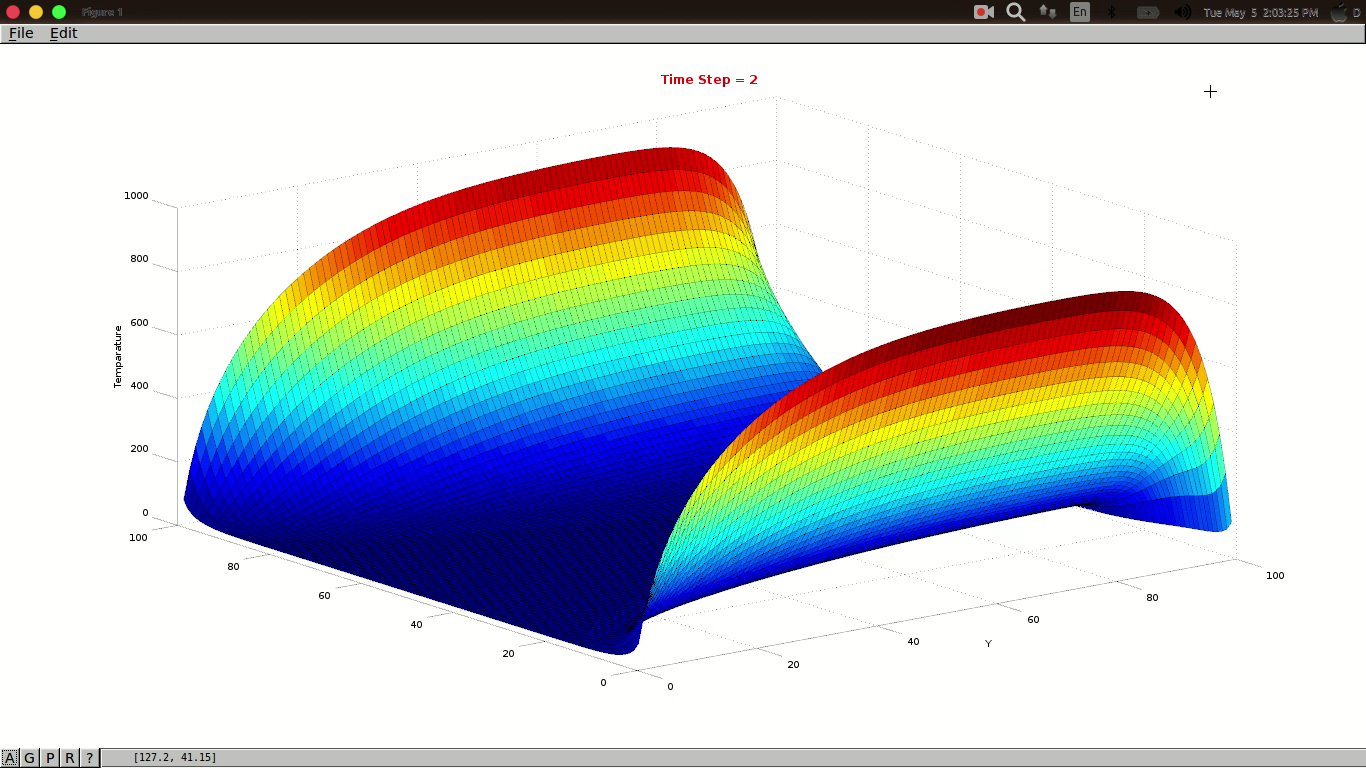 Figure 1
En
Tue May 5 2:03:25 PM
D
File Edit
Time Step = 2
1000
800
600
400
200
0
Temparature
100
80
60
40
20
0
0
20
40
60
80
100
Y
A G P R ?
[127.2, 41.15]